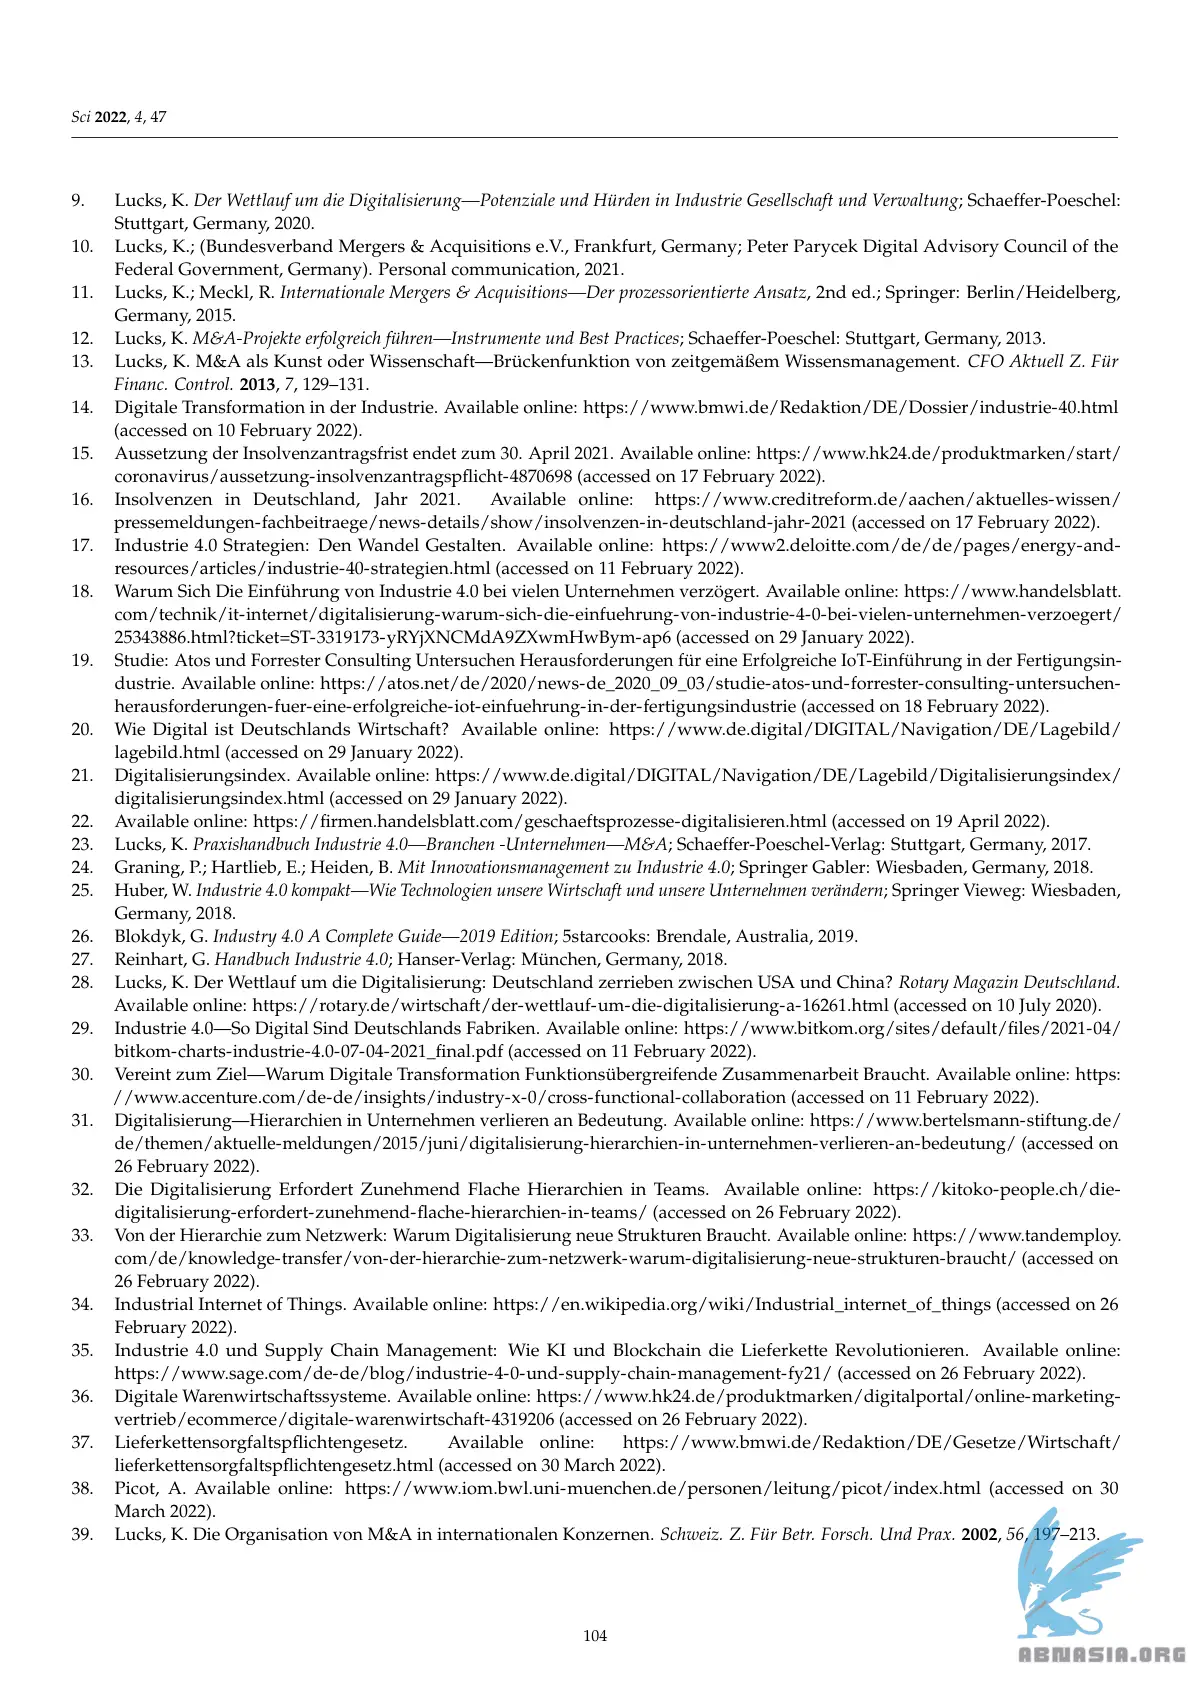 Sci 2022, 4, 47
9. Lucks, K. Der Wettlauf um die Digitalisierung—Potenziale und Hürden in Industrie Gesellschaft und Verwaltung; Schaeffer-Poeschel:
Stuttgart, Germany, 2020.
10. Lucks, K.; (Bundesverband Mergers & Acquisitions e.V., Frankfurt, Germany; Peter Parycek Digital Advisory Council of the
Federal Government, Germany). Personal communication, 2021.
11. Lucks, K.; Meckl, R. Internationale Mergers & Acquisitions—Der prozessorientierte Ansatz, 2nd ed.; Springer: Berlin/Heidelberg,
Germany, 2015.
12. Lucks, K. M&A-Projekte erfolgreich führen—Instrumente und Best Practices; Schaeffer-Poeschel: Stuttgart, Germany, 2013.
13. Lucks, K. M&A als Kunst oder Wissenschaft—Brückenfunktion von zeitgemäßem Wissensmanagement. CFO Aktuell Z. Für
Financ. Control. 2013, 7, 129–131.
14. Digitale Transformation in der Industrie. Available online: https://www.bmwi.de/Redaktion/DE/Dossier/industrie-40.html
(accessed on 10 February 2022).
15. Aussetzung der Insolvenzantragsfrist endet zum 30. April 2021. Available online: https://www.hk24.de/produktmarken/start/
coronavirus/aussetzung-insolvenzantragspflicht-4870698 (accessed on 17 February 2022).
16. Insolvenzen in Deutschland, Jahr 2021. Available online: https://www.creditreform.de/aachen/aktuelles-wissen/
pressemeldungen-fachbeitraege/news-details/show/insolvenzen-in-deutschland-jahr-2021 (accessed on 17 February 2022).
17. Industrie 4.0 Strategien: Den Wandel Gestalten. Available online: https://www2.deloitte.com/de/de/pages/energy-and-
resources/articles/industrie-40-strategien.html (accessed on 11 February 2022).
18. Warum Sich Die Einführung von Industrie 4.0 bei vielen Unternehmen verzögert. Available online: https://www.handelsblatt.
com/technik/it-internet/digitalisierung-warum-sich-die-einfuehrung-von-industrie-4-0-bei-vielen-unternehmen-verzoegert/
25343886.html?ticket=ST-3319173-yRYjXNCMdA9ZXwmHwBym-ap6 (accessed on 29 January 2022).
19. Studie: Atos und Forrester Consulting Untersuchen Herausforderungen für eine Erfolgreiche IoT-Einführung in der Fertigungsin-
dustrie. Available online: https://atos.net/de/2020/news-de_2020_09_03/studie-atos-und-forrester-consulting-untersuchen-
herausforderungen-fuer-eine-erfolgreiche-iot-einfuehrung-in-der-fertigungsindustrie (accessed on 18 February 2022).
20. Wie Digital ist Deutschlands Wirtschaft? Available online: https://www.de.digital/DIGITAL/Navigation/DE/Lagebild/
lagebild.html (accessed on 29 January 2022).
21. Digitalisierungsindex. Available online: https://www.de.digital/DIGITAL/Navigation/DE/Lagebild/Digitalisierungsindex/
digitalisierungsindex.html (accessed on 29 January 2022).
22. Available online: https://firmen.handelsblatt.com/geschaeftsprozesse-digitalisieren.html (accessed on 19 April 2022).
23. Lucks, K. Praxishandbuch Industrie 4.0—Branchen -Unternehmen—M&A; Schaeffer-Poeschel-Verlag: Stuttgart, Germany, 2017.
24. Graning, P.; Hartlieb, E.; Heiden, B. Mit Innovationsmanagement zu Industrie 4.0; Springer Gabler: Wiesbaden, Germany, 2018.
25. Huber, W. Industrie 4.0 kompakt—Wie Technologien unsere Wirtschaft und unsere Unternehmen verändern; Springer Vieweg: Wiesbaden,
Germany, 2018.
26. Blokdyk, G. Industry 4.0 A Complete Guide—2019 Edition; 5starcooks: Brendale, Australia, 2019.
27. Reinhart, G. Handbuch Industrie 4.0; Hanser-Verlag: München, Germany, 2018.
28. Lucks, K. Der Wettlauf um die Digitalisierung: Deutschland zerrieben zwischen USA und China? Rotary Magazin Deutschland.
Available online: https://rotary.de/wirtschaft/der-wettlauf-um-die-digitalisierung-a-16261.html (accessed on 10 July 2020).
29. Industrie 4.0—So Digital Sind Deutschlands Fabriken. Available online: https://www.bitkom.org/sites/default/files/2021-04/
bitkom-charts-industrie-4.0-07-04-2021_final.pdf (accessed on 11 February 2022).
30. Vereint zum Ziel—Warum Digitale Transformation Funktionsübergreifende Zusammenarbeit Braucht. Available online: https:
//www.accenture.com/de-de/insights/industry-x-0/cross-functional-collaboration (accessed on 11 February 2022).
31. Digitalisierung—Hierarchien in Unternehmen verlieren an Bedeutung. Available online: https://www.bertelsmann-stiftung.de/
de/themen/aktuelle-meldungen/2015/juni/digitalisierung-hierarchien-in-unternehmen-verlieren-an-bedeutung/ (accessed on
26 February 2022).
32. Die Digitalisierung Erfordert Zunehmend Flache Hierarchien in Teams. Available online: https://kitoko-people.ch/die-
digitalisierung-erfordert-zunehmend-flache-hierarchien-in-teams/ (accessed on 26 February 2022).
33. Von der Hierarchie zum Netzwerk: Warum Digitalisierung neue Strukturen Braucht. Available online: https://www.tandemploy.
com/de/knowledge-transfer/von-der-hierarchie-zum-netzwerk-warum-digitalisierung-neue-strukturen-braucht/ (accessed on
26 February 2022).
34. Industrial Internet of Things. Available online: https://en.wikipedia.org/wiki/Industrial_internet_of_things (accessed on 26
February 2022).
35. Industrie 4.0 und Supply Chain Management: Wie KI und Blockchain die Lieferkette Revolutionieren. Available online:
https://www.sage.com/de-de/blog/industrie-4-0-und-supply-chain-management-fy21/ (accessed on 26 February 2022).
36. Digitale Warenwirtschaftssysteme. Available online: https://www.hk24.de/produktmarken/digitalportal/online-marketing-
vertrieb/ecommerce/digitale-warenwirtschaft-4319206 (accessed on 26 February 2022).
37. Lieferkettensorgfaltspflichtengesetz. Available online: https://www.bmwi.de/Redaktion/DE/Gesetze/Wirtschaft/
lieferkettensorgfaltspflichtengesetz.html (accessed on 30 March 2022).
38. Picot, A. Available online: https://www.iom.bwl.uni-muenchen.de/personen/leitung/picot/index.html (accessed on 30
March 2022).
39. Lucks, K. Die Organisation von M&A in internationalen Konzernen. Schweiz. Z. Für Betr. Forsch. Und Prax. 2002, 56, 197–213.
104
ABNASIA.ORG